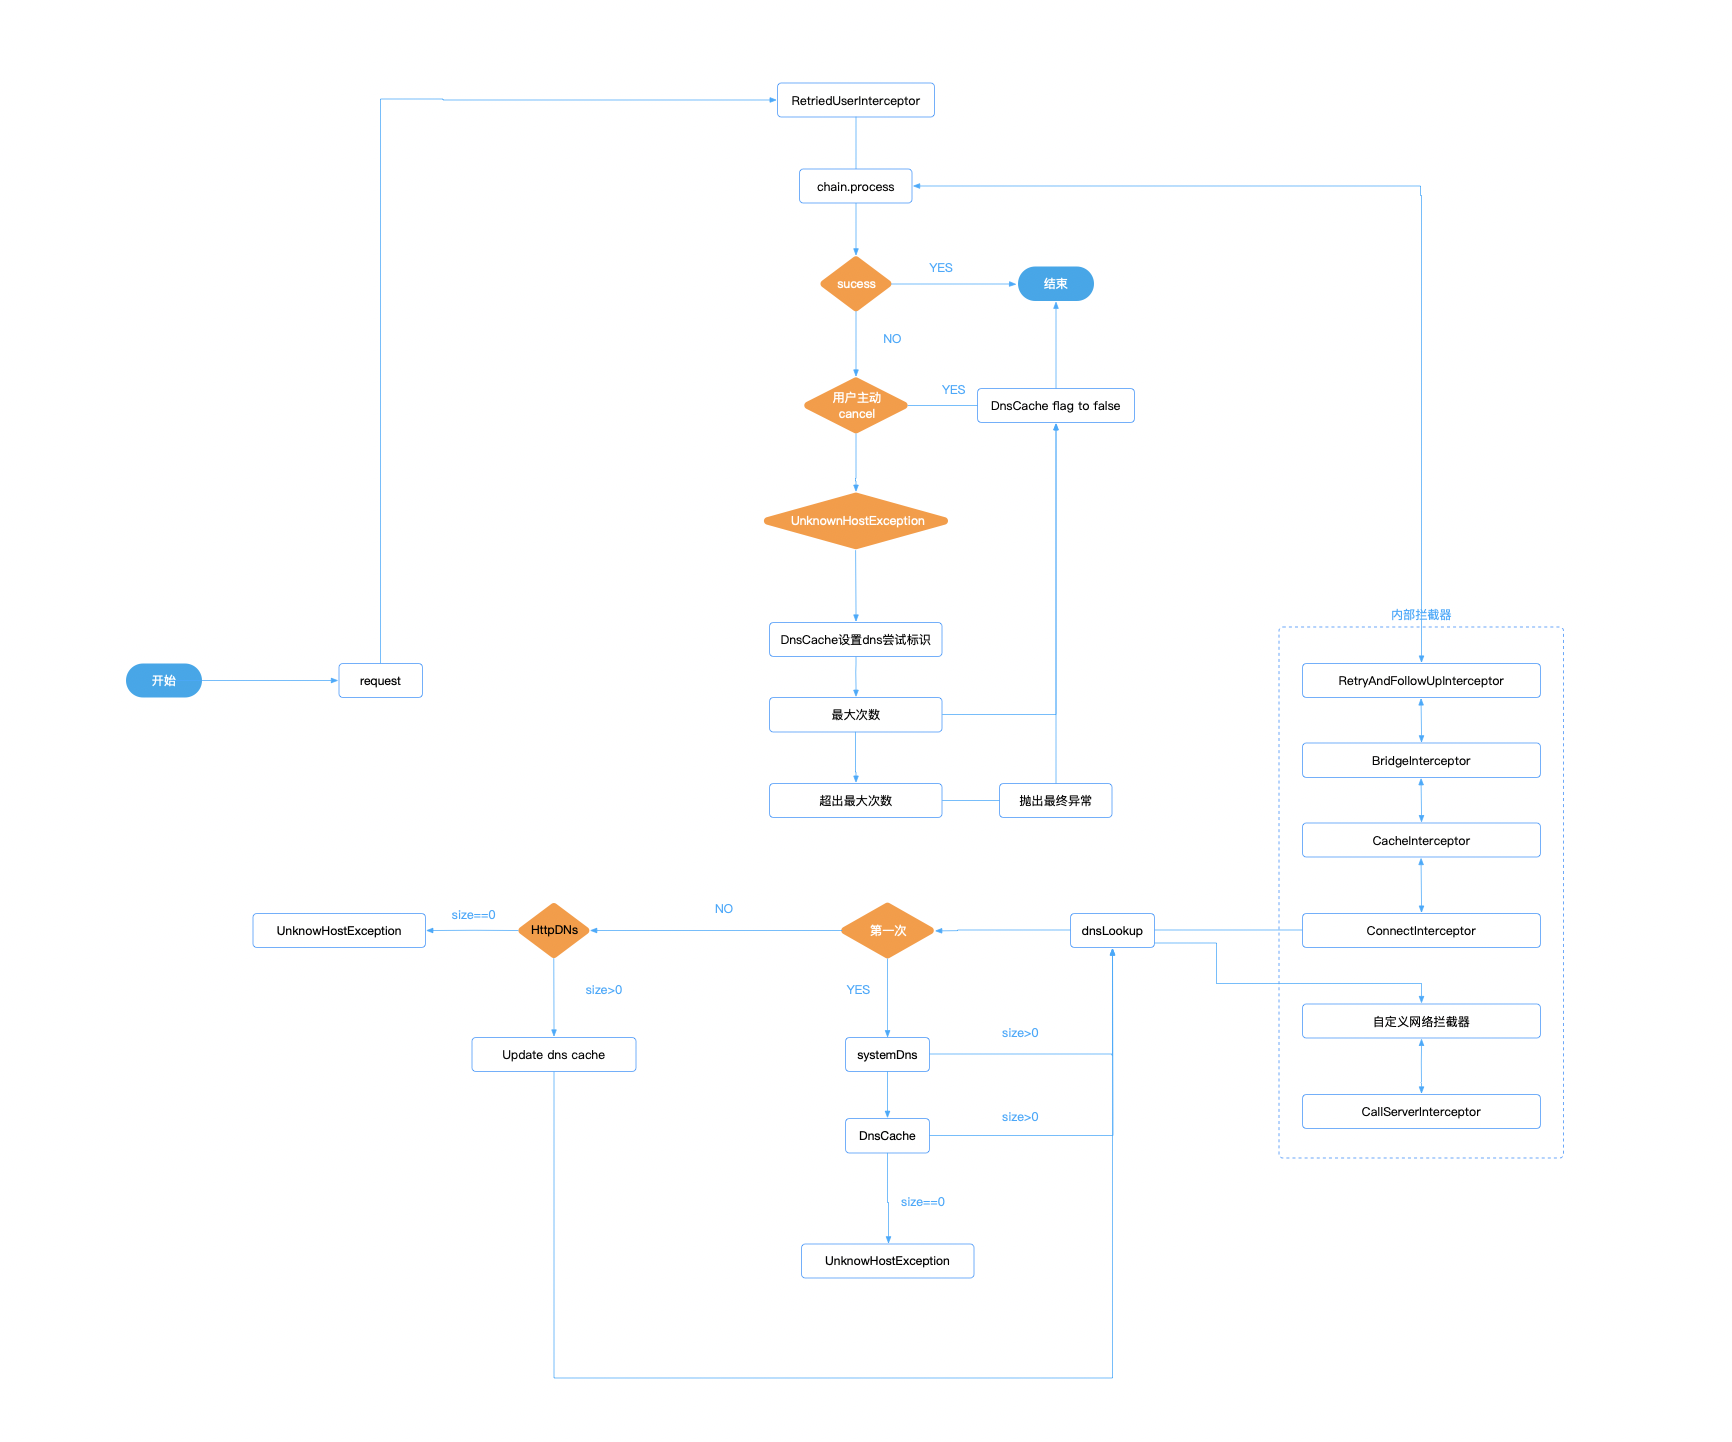 RetriedUserInterceptor
chain.process
sucess
YES
结束
NO
用户主动
cancel
YES
DnsCache flag to false
UnknownHostException
DnsCache设置dns尝试标识
开始
request
最大次数
超出最大次数
抛出最终异常
内部拦截器
RetryAndFollowUpInterceptor
BridgeInterceptor
CacheInterceptor
ConnectInterceptor
自定义网络拦截器
CallServerInterceptor
dnsLookup
第一次
NO
HttpDNs
size==0
UnknowHostException
size>0
Update dns cache
YES
systemDns
size>0
DnsCache
size>0
size==0
UnknowHostException